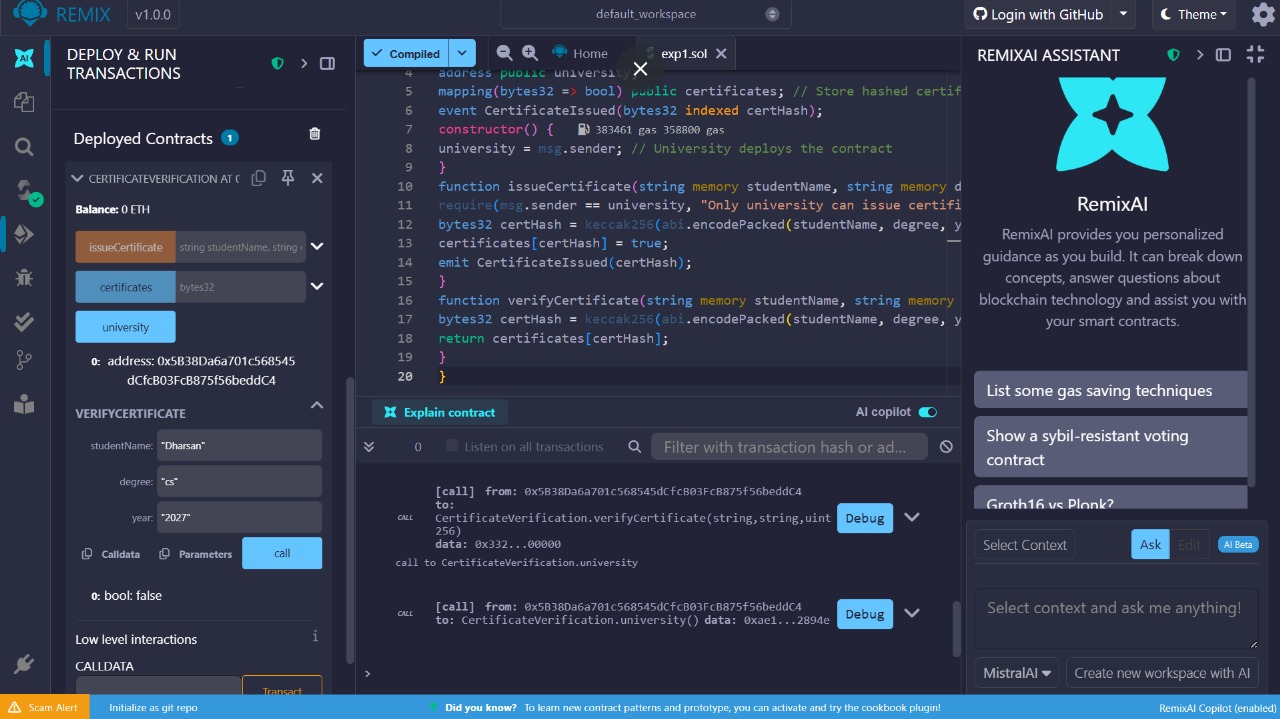 REMIX
v1.0.0
default_workspace
Login with GitHub
Theme
AI
DEPLOY & RUN
TRANSACTIONS
Deployed Contracts 1
CERTIFICATEVERIFICATION AT
Balance: 0 ETH
issueCertificate string studentName, string
certificates bytes32
university
0: address: 0x5B38Da6a701c568545
dCfcB03FcB875f56beddC4
VERIFYCERTIFICATE
studentName: "Dharsan"
degree: "cs"
year: "2027"
Calldata Parameters call
0: bool: false
Low level interactions i
CALLDATA
Transact
Compiled
Home
exp1.sol
4 address public university
5 mapping(bytes32 => bool) public certificates; // Store hashed certif
6 event CertificateIssued(bytes32 indexed certHash);
7 constructor() { 383461 gas 358800 gas
8 university = msg.sender; // University deploys the contract
9 }
10 function issueCertificate(string memory studentName, string memory d
11 require(msg.sender == university, "Only university can issue certifi
12 bytes32 certHash = keccak256(abi.encodePacked(studentName, degree, y
13 certificates[certHash] = true;
14 emit CertificateIssued(certHash);
15 }
16 function verifyCertificate(string memory studentName, string memory
17 bytes32 certHash = keccak256(abi.encodePacked(studentName, degree, y
18 return certificates[certHash];
19 }
20 }
Explain contract
AI copilot
0 Listen on all transactions
Filter with transaction hash or ad...
[call] from: 0x5B38Da6a701c568545dCfcB03FcB875f56beddC4
to:
CALL CertificateVerification.verifyCertificate(string,string,uint
256)
data: 0x332...00000
Debug
call to CertificateVerification.university
CALL [call] from: 0x5B38Da6a701c568545dCfcB03FcB875f56beddC4
to: CertificateVerification.university() data: 0xae1...2894e
Debug
>
REMIXAI ASSISTANT
RemixAI
RemixAI provides you personalized
guidance as you build. It can break down
concepts, answer questions about
blockchain technology and assist you with
your smart contracts.
List some gas saving techniques
Show a sybil-resistant voting
contract
Groth16 vs Plonk?
Select Context
Ask Edit
AI Beta
Select context and ask me anything!
MistralAI
Create new workspace with AI
Scam Alert
Initialize as git repo
Did you know? To learn new contract patterns and prototype, you can activate and try the cookbook plugin!
RemixAI Copilot (enabled)